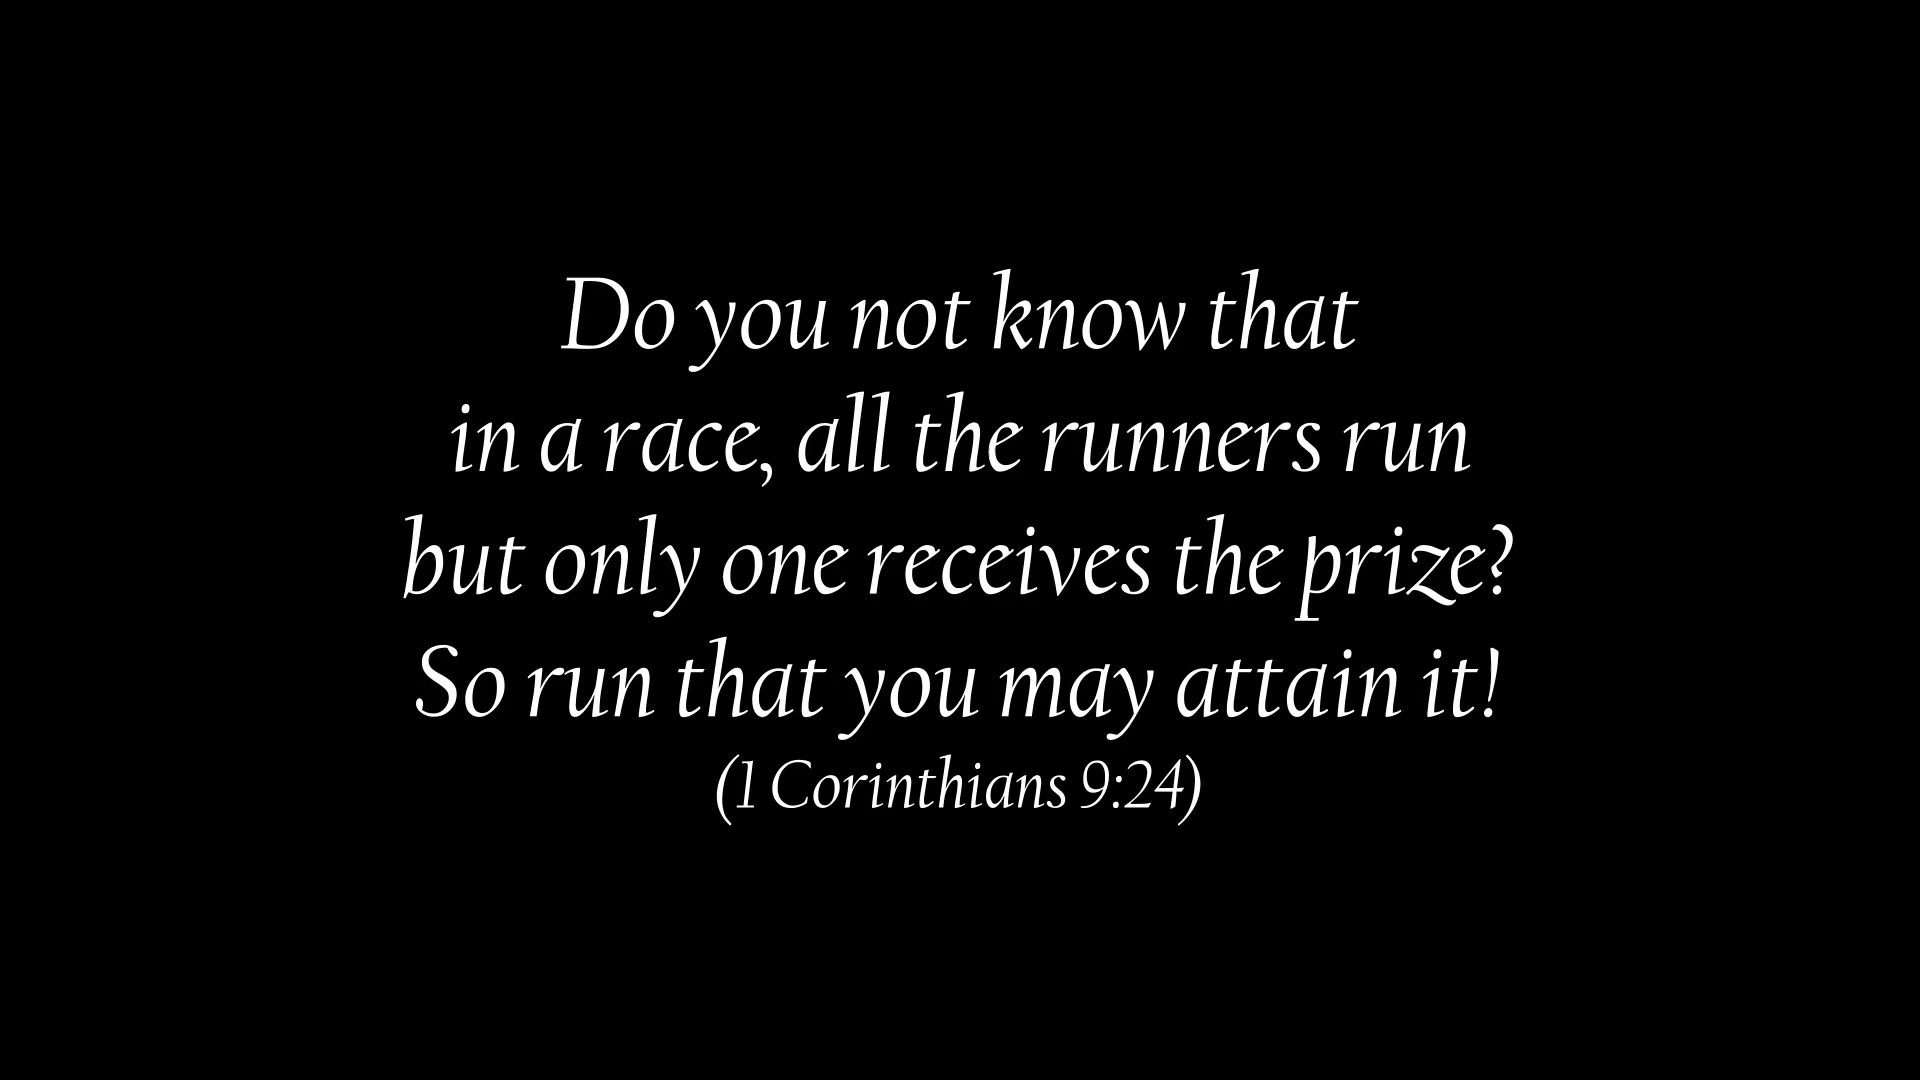 Do you not know that
in a race, all the runners run
but only one receives the prize?
So run that you may attain it!
(1 Corinthians 9:24)